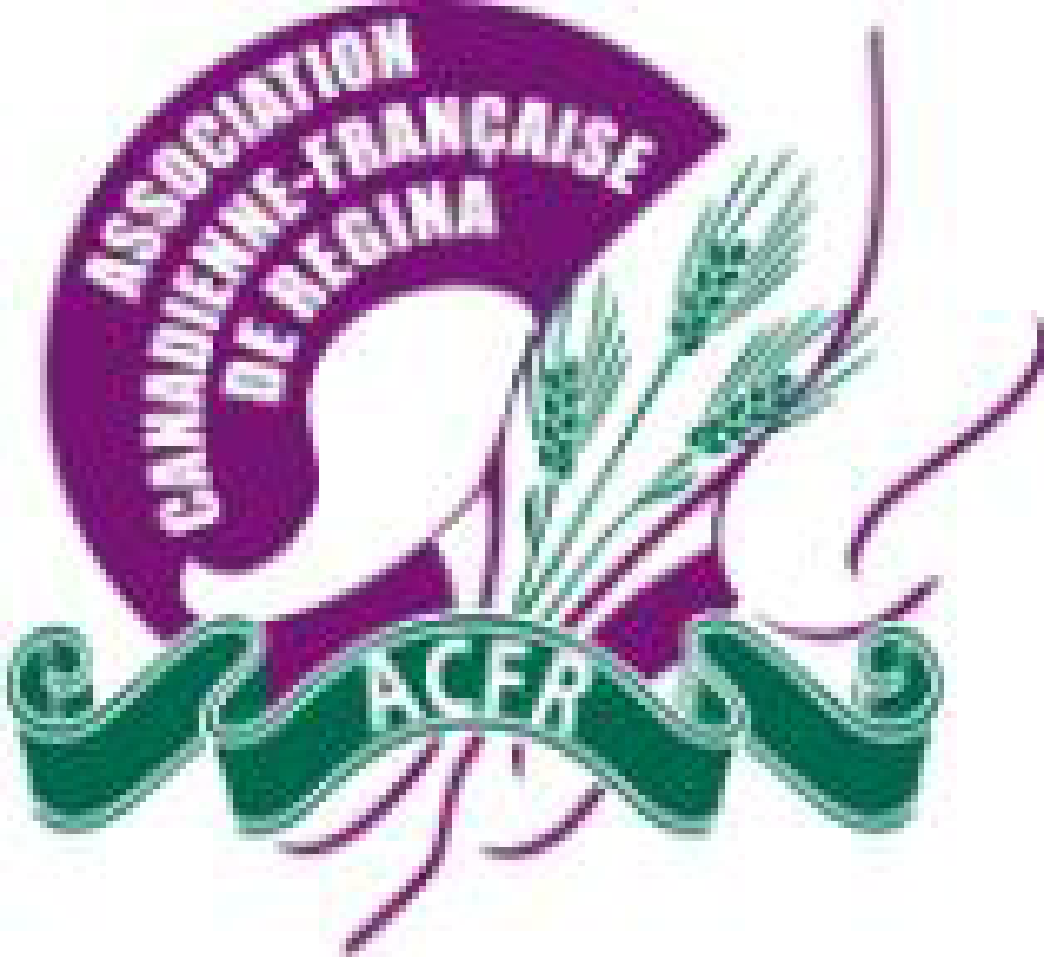 ASSOCIATION
CANADIENNE-FRANÇAISE
DE REGINA
ACFR